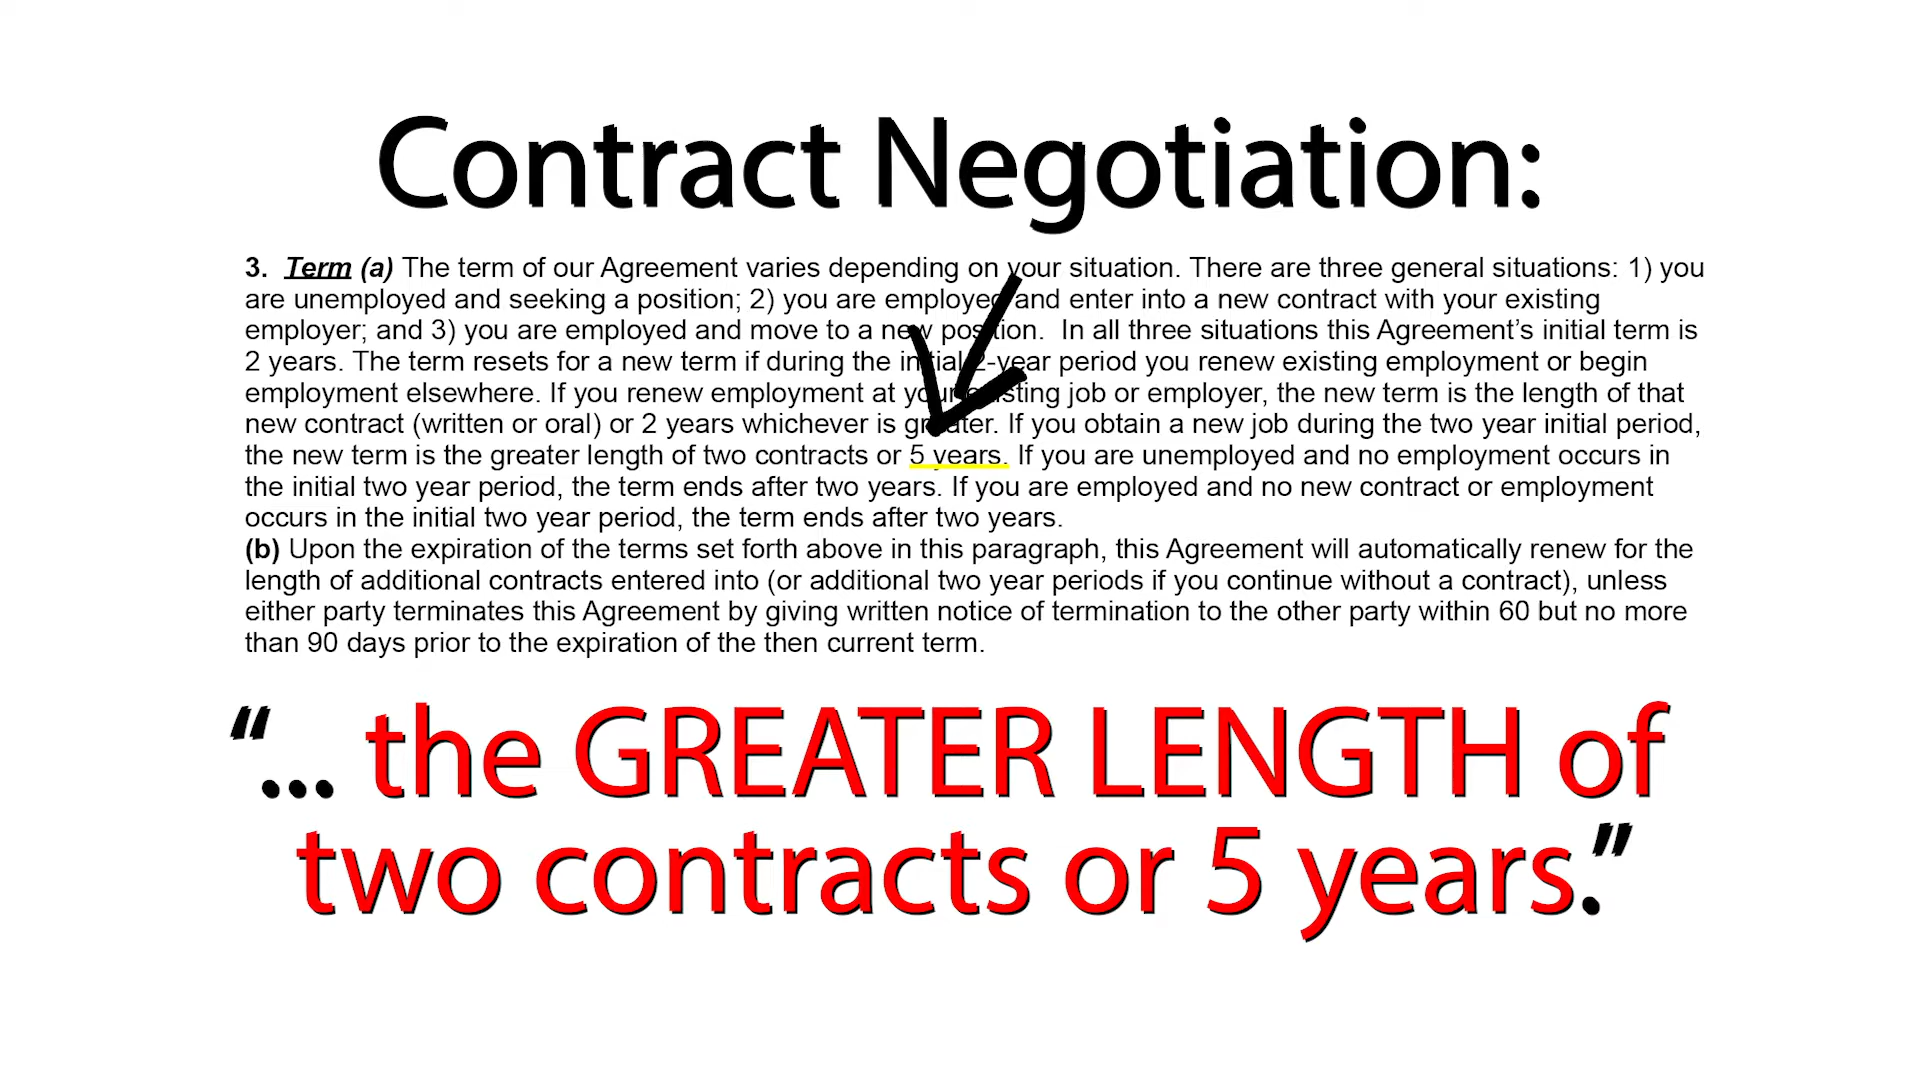 Contract Negotiation:
3. Term (a) The term of our Agreement varies depending on your situation. There are three general situations: 1) you
are unemployed and seeking a position; 2) you are employed and enter into a new contract with your existing
employer; and 3) you are employed and move to a new position. In all three situations this Agreement’s initial term is
2 years. The term resets for a new term if during the initial 2-year period you renew existing employment or begin
employment elsewhere. If you renew employment at your existing job or employer, the new term is the length of that
new contract (written or oral) or 2 years whichever is greater. If you obtain a new job during the two year initial period,
the new term is the greater length of two contracts or 5 years. If you are unemployed and no employment occurs in
the initial two year period, the term ends after two years. If you are employed and no new contract or employment
occurs in the initial two year period, the term ends after two years.
(b) Upon the expiration of the terms set forth above in this paragraph, this Agreement will automatically renew for the
length of additional contracts entered into (or additional two year periods if you continue without a contract), unless
either party terminates this Agreement by giving written notice of termination to the other party within 60 but no more
than 90 days prior to the expiration of the then current term.
“... the GREATER LENGTH of
two contracts or 5 years.”